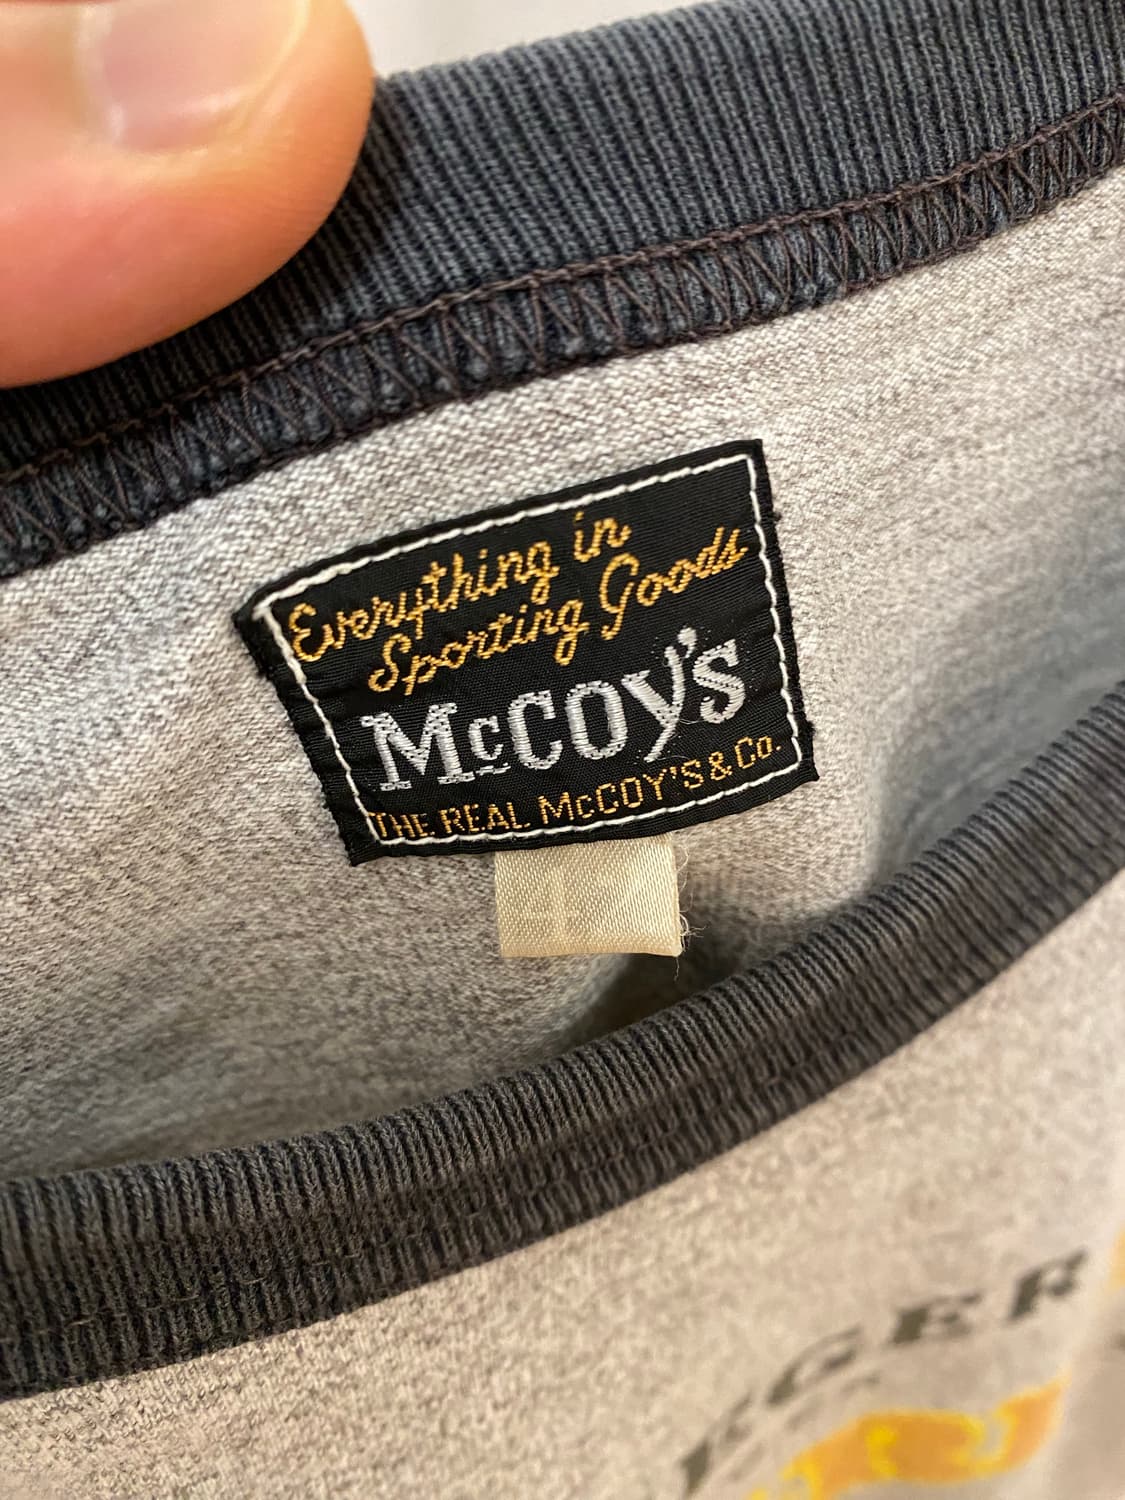 Everything in
Sporting Goods
McCOY's
THE REAL McCOY'S & Co.